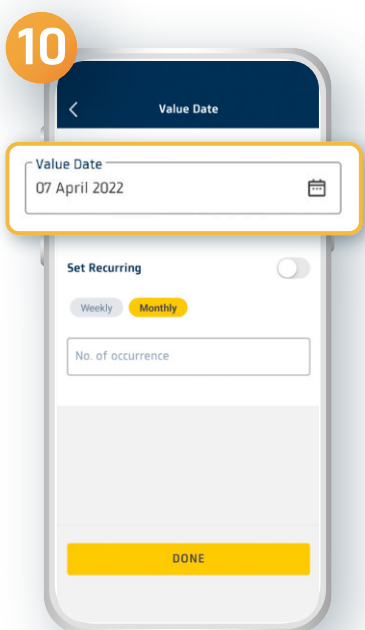 10
Value Date
Value Date
07 April 2022
Set Recurring
Weekly Monthly
No. of occurrence
DONE